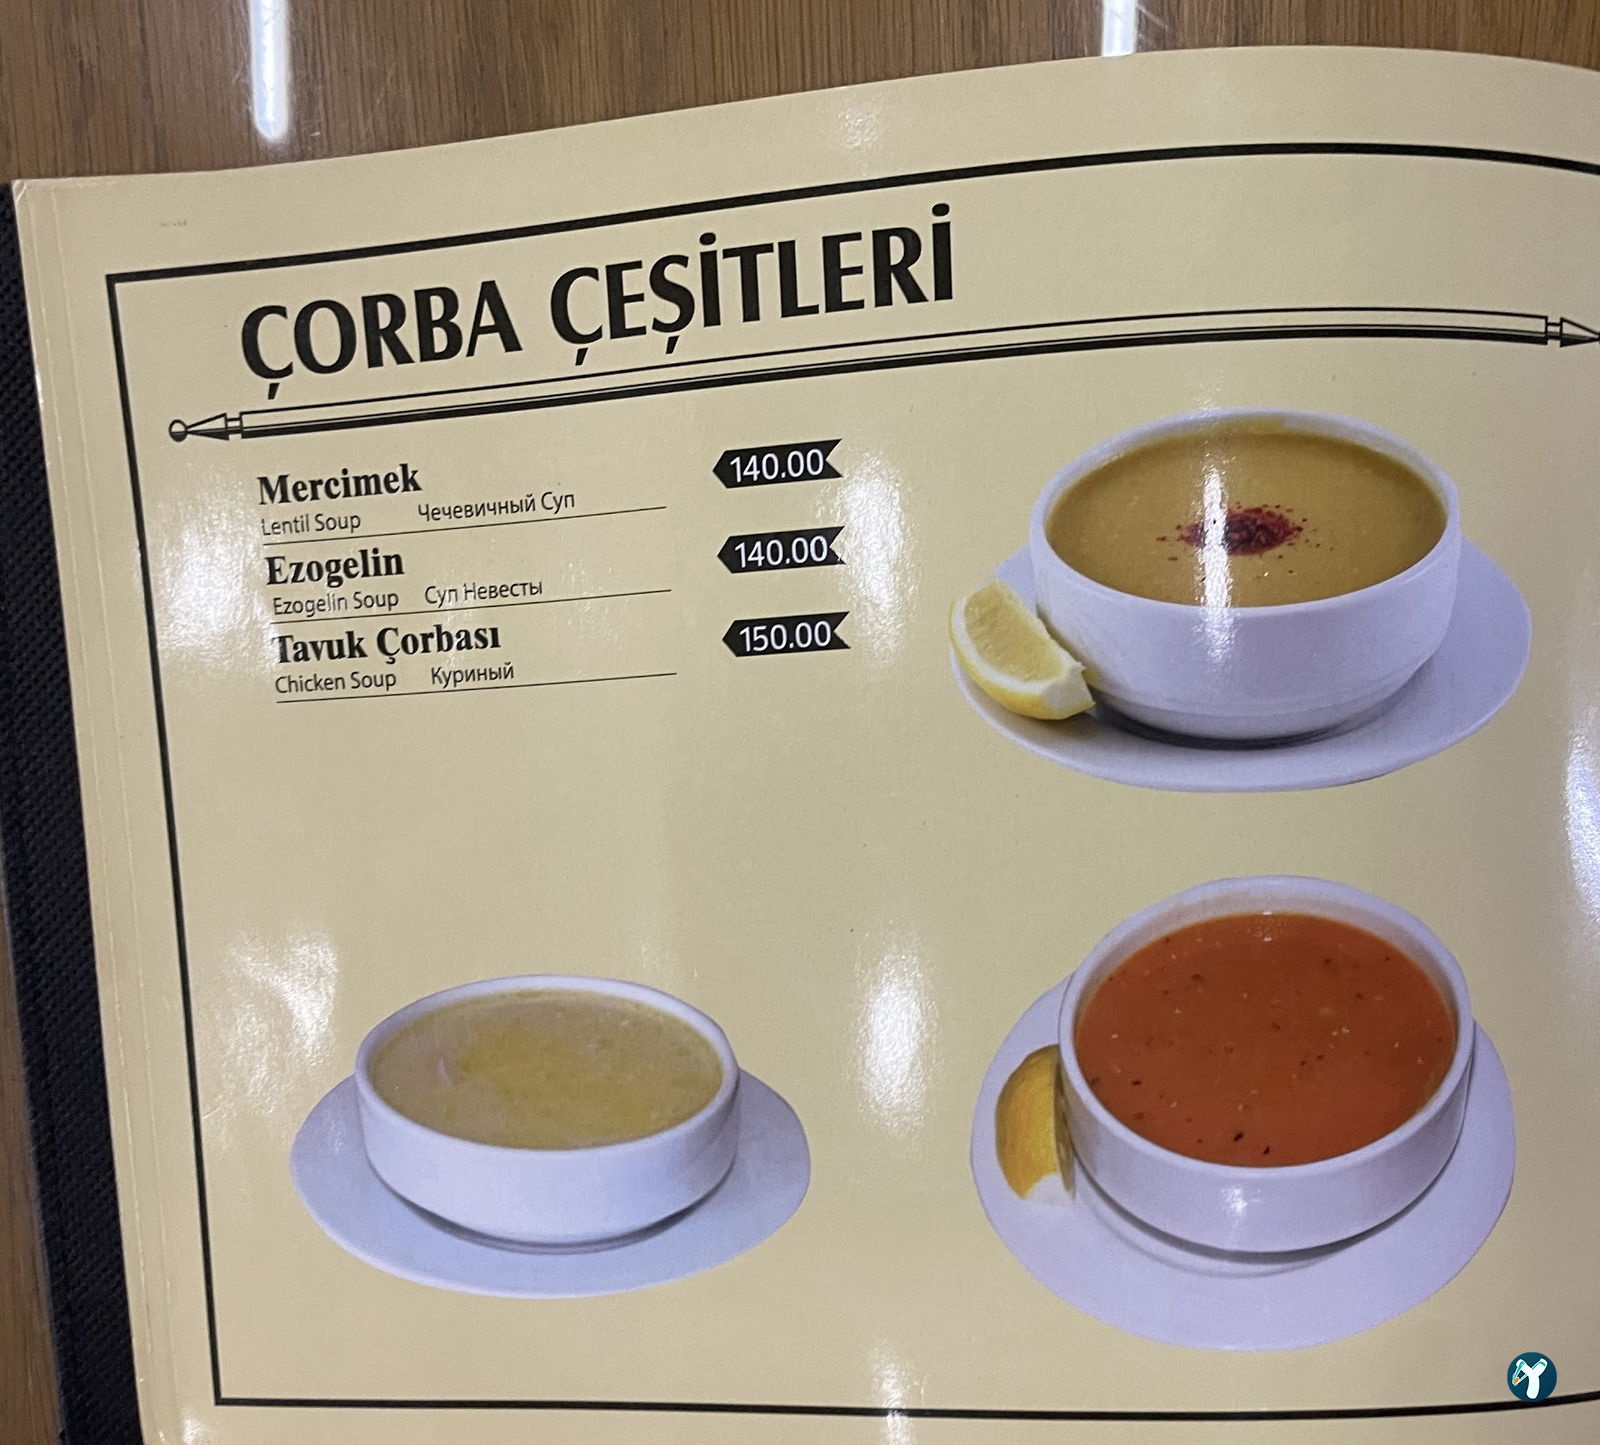 ÇORBA ÇEŞİTLERİ
Mercimek 140.00
Lentil Soup Чечевичный Суп
Ezogelin 140.00
Ezogelin Soup Суп Невесты
Tavuk Çorbası 150.00
Chicken Soup Куриный